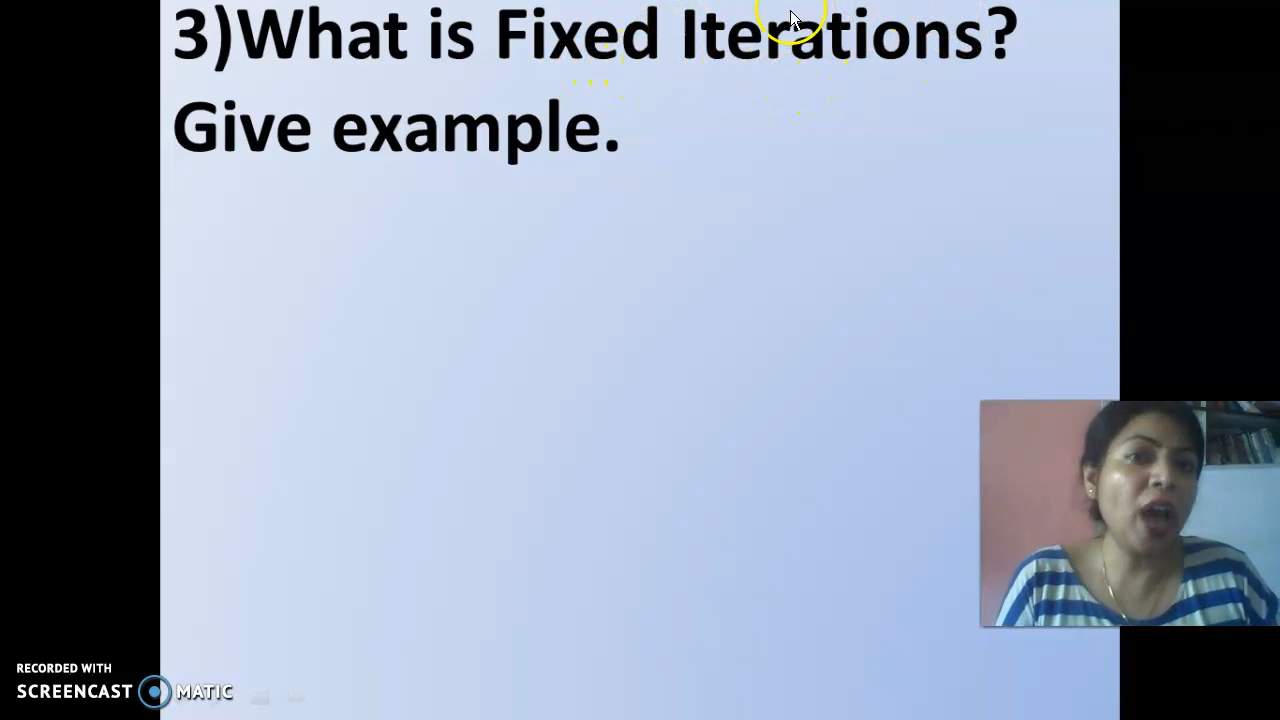 3)What is Fixed Iterations?
Give example.
RECORDED WITH
SCREENCAST MATIC